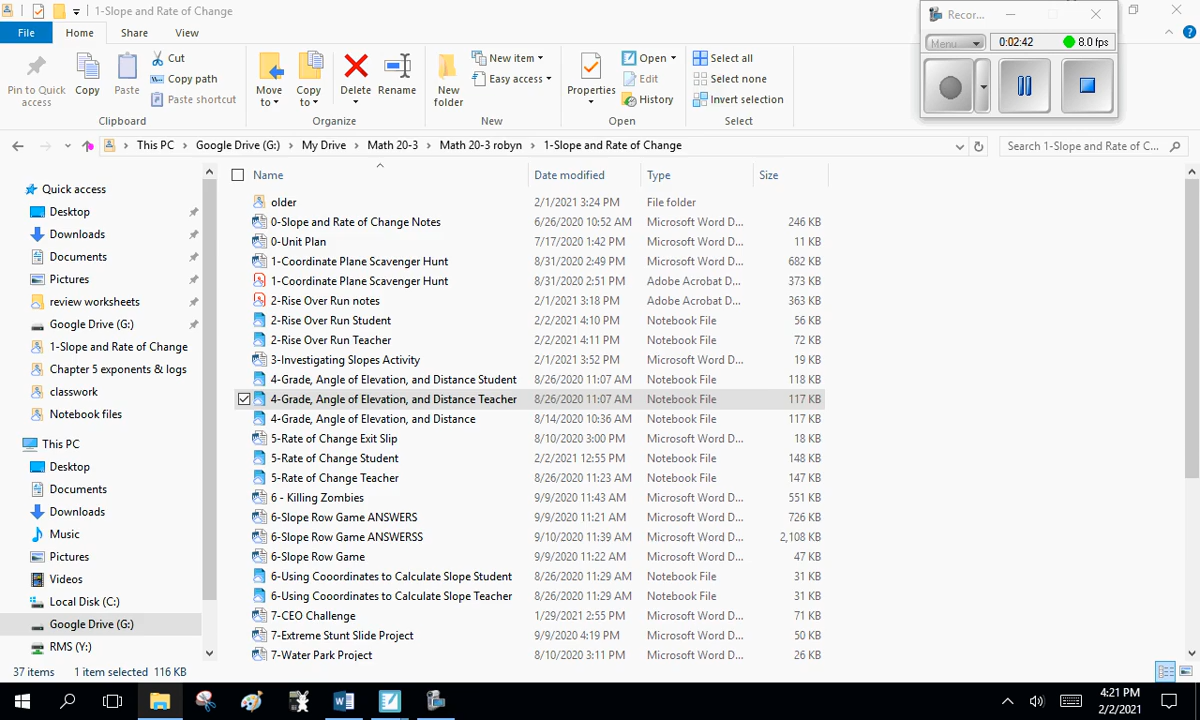 1-Slope and Rate of Change
Recor...
File Home Share View
Menu 0:02:42 8.0 fps
Pin to Quick access
Copy
Paste
Cut
Copy path
Paste shortcut
Move to
Copy to
Delete
Rename
New folder
New item
Easy access
Properties
Open
Edit
History
Select all
Select none
Invert selection
Clipboard Organize New Open Select
This PC Google Drive (G:) My Drive Math 20-3 Math 20-3 robyn 1-Slope and Rate of Change Search 1-Slope and Rate of C...
Name Date modified Type Size
Quick access
Desktop
Downloads
Documents
Pictures
review worksheets
Google Drive (G:)
1-Slope and Rate of Change
Chapter 5 exponents & logs
classwork
Notebook files
This PC
Desktop
Documents
Downloads
Music
Pictures
Videos
Local Disk (C:)
Google Drive (G:)
RMS (Y:)
older 2/1/2021 3:24 PM File folder
0-Slope and Rate of Change Notes 6/26/2020 10:52 AM Microsoft Word D... 246 KB
0-Unit Plan 7/17/2020 1:42 PM Microsoft Word D... 11 KB
1-Coordinate Plane Scavenger Hunt 8/31/2020 2:49 PM Microsoft Word D... 682 KB
1-Coordinate Plane Scavenger Hunt 8/31/2020 2:51 PM Adobe Acrobat D... 373 KB
2-Rise Over Run notes 2/1/2021 3:18 PM Adobe Acrobat D... 363 KB
2-Rise Over Run Student 2/2/2021 4:10 PM Notebook File 56 KB
2-Rise Over Run Teacher 2/2/2021 4:11 PM Notebook File 72 KB
3-Investigating Slopes Activity 2/1/2021 3:52 PM Microsoft Word D... 19 KB
4-Grade, Angle of Elevation, and Distance Student 8/26/2020 11:07 AM Notebook File 118 KB
4-Grade, Angle of Elevation, and Distance Teacher 8/26/2020 11:07 AM Notebook File 117 KB
4-Grade, Angle of Elevation, and Distance 8/14/2020 10:36 AM Notebook File 117 KB
5-Rate of Change Exit Slip 8/10/2020 3:00 PM Microsoft Word D... 18 KB
5-Rate of Change Student 2/2/2021 12:55 PM Notebook File 148 KB
5-Rate of Change Teacher 8/26/2020 11:23 AM Notebook File 147 KB
6 - Killing Zombies 9/9/2020 11:43 AM Microsoft Word D... 551 KB
6-Slope Row Game ANSWERS 9/9/2020 11:21 AM Microsoft Word D... 726 KB
6-Slope Row Game ANSWERSS 9/10/2020 11:39 AM Microsoft Word D... 2,108 KB
6-Slope Row Game 9/9/2020 11:22 AM Microsoft Word D... 47 KB
6-Using Cooordinates to Calculate Slope Student 8/26/2020 11:29 AM Notebook File 31 KB
6-Using Cooordinates to Calculate Slope Teacher 8/26/2020 11:29 AM Notebook File 31 KB
7-CEO Challenge 1/29/2021 2:55 PM Microsoft Word D... 71 KB
7-Extreme Stunt Slide Project 9/9/2020 4:19 PM Microsoft Word D... 50 KB
7-Water Park Project 8/10/2020 3:11 PM Microsoft Word D... 26 KB
37 items 1 item selected 116 KB
4:21 PM
2/2/2021